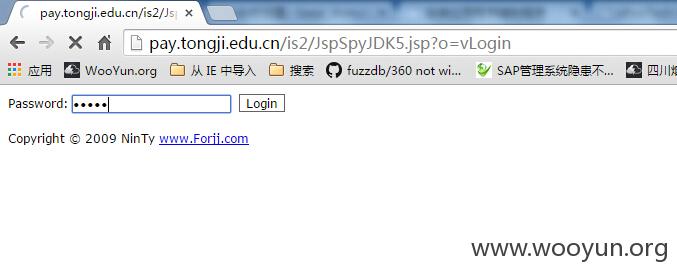 pay.tongji.edu.cn/is2/Jsp
pay.tongji.edu.cn/is2/JspSpyJDK5.jsp?o=vLogin
应用 WooYun.org 从 IE 中导入 搜索 fuzzdb/360 not wi... SAP管理系统隐患不... 四川
Password: ••••• Login
Copyright © 2009 NinTy www.Forjj.com
www.wooyun.org